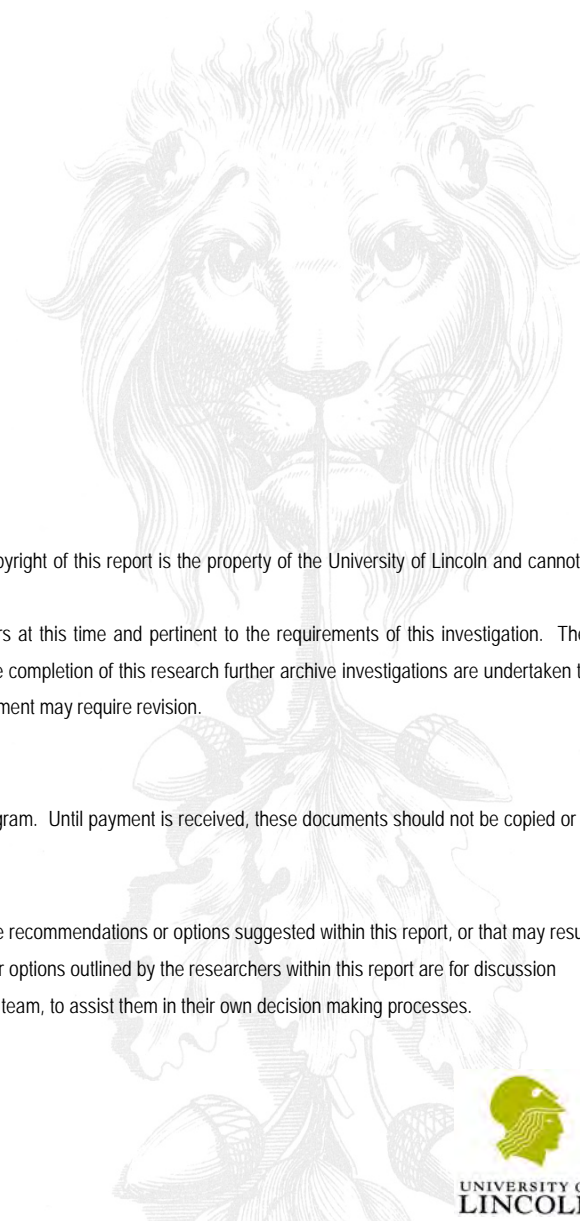 pyright of this report is the property of the University of Lincoln and cannot
rs at this time and pertinent to the requirements of this investigation. The
e completion of this research further archive investigations are undertaken t
ment may require revision.
gram. Until payment is received, these documents should not be copied or
e recommendations or options suggested within this report, or that may resu
r options outlined by the researchers within this report are for discussion
team, to assist them in their own decision making processes.
UNIVERSITY O
LINCOL